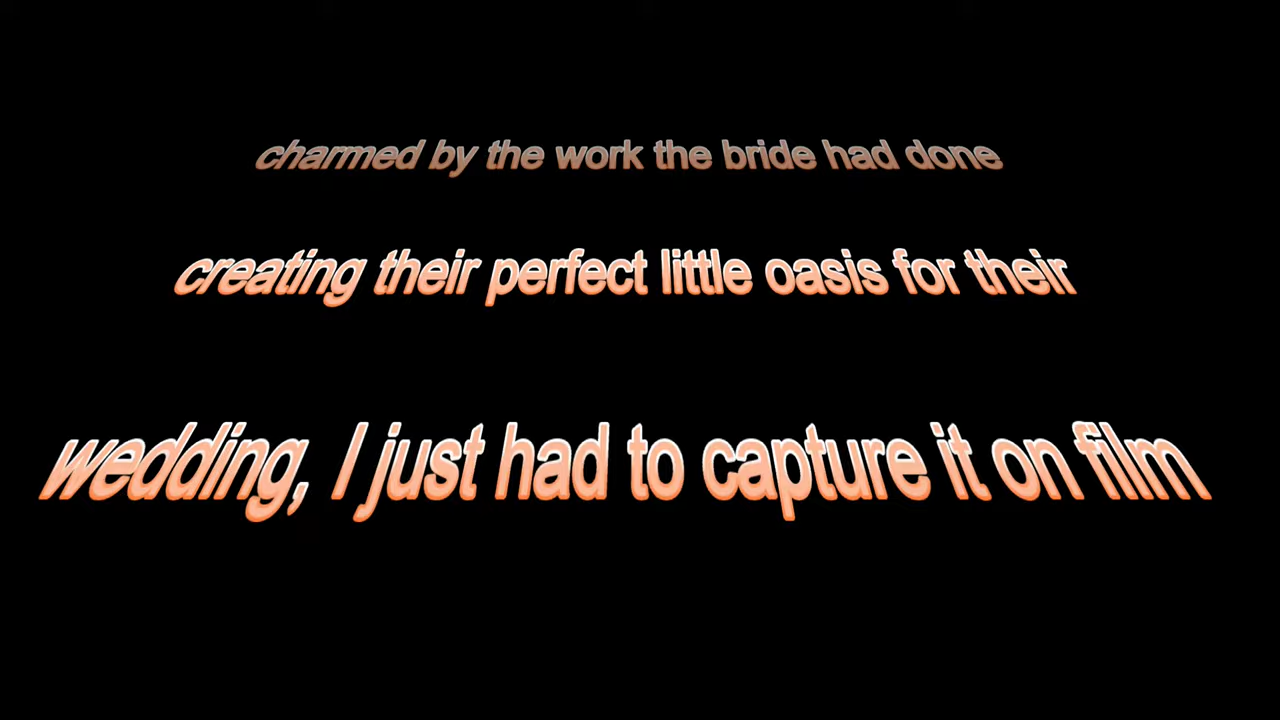 charmed by the work the bride had done
creating their perfect little oasis for their
wedding, I just had to capture it on film